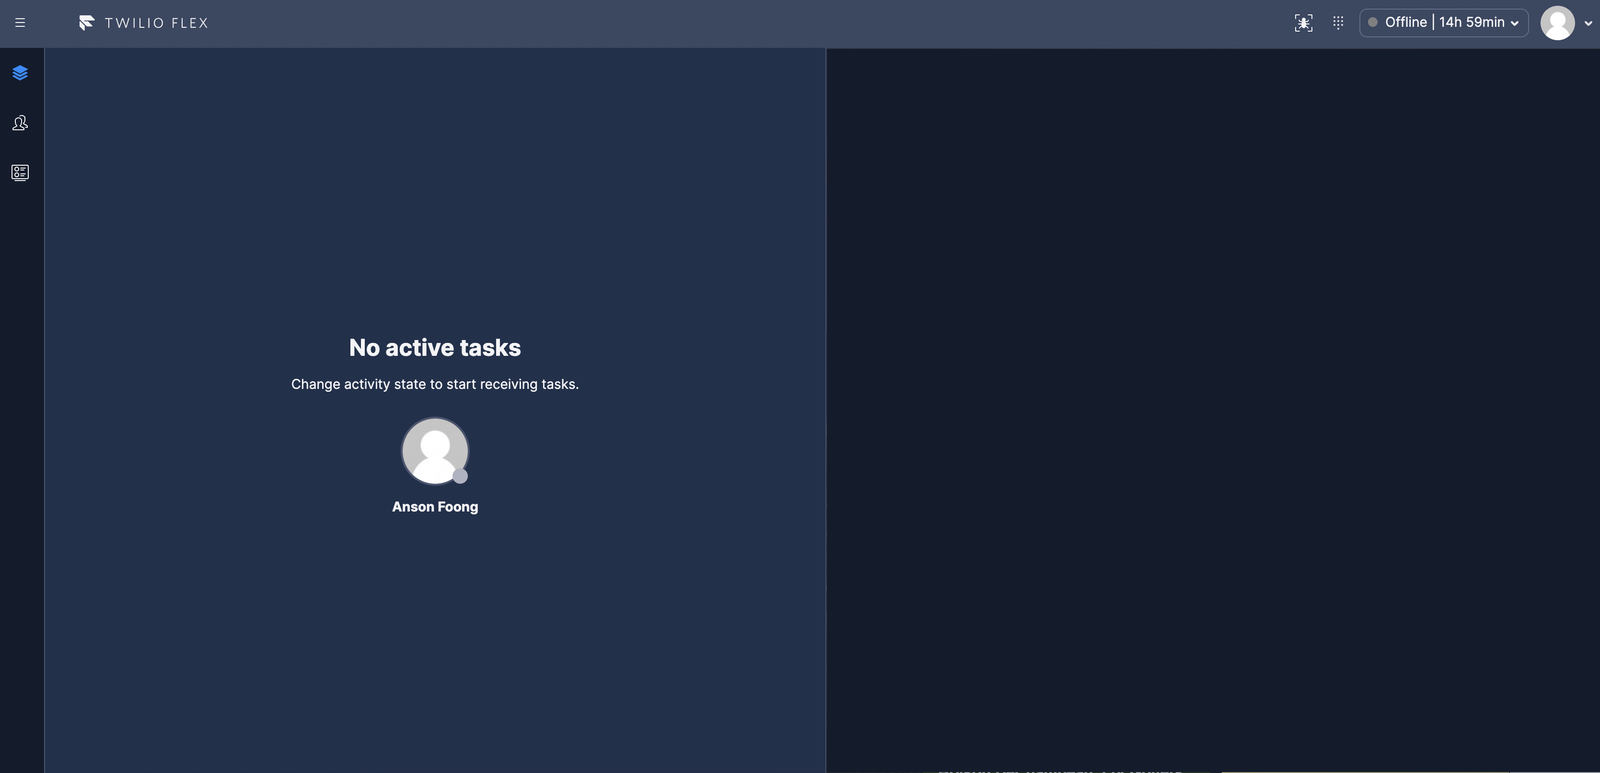 TWILIO FLEX
Offline | 14h 59min
No active tasks
Change activity state to start receiving tasks.
Anson Foong